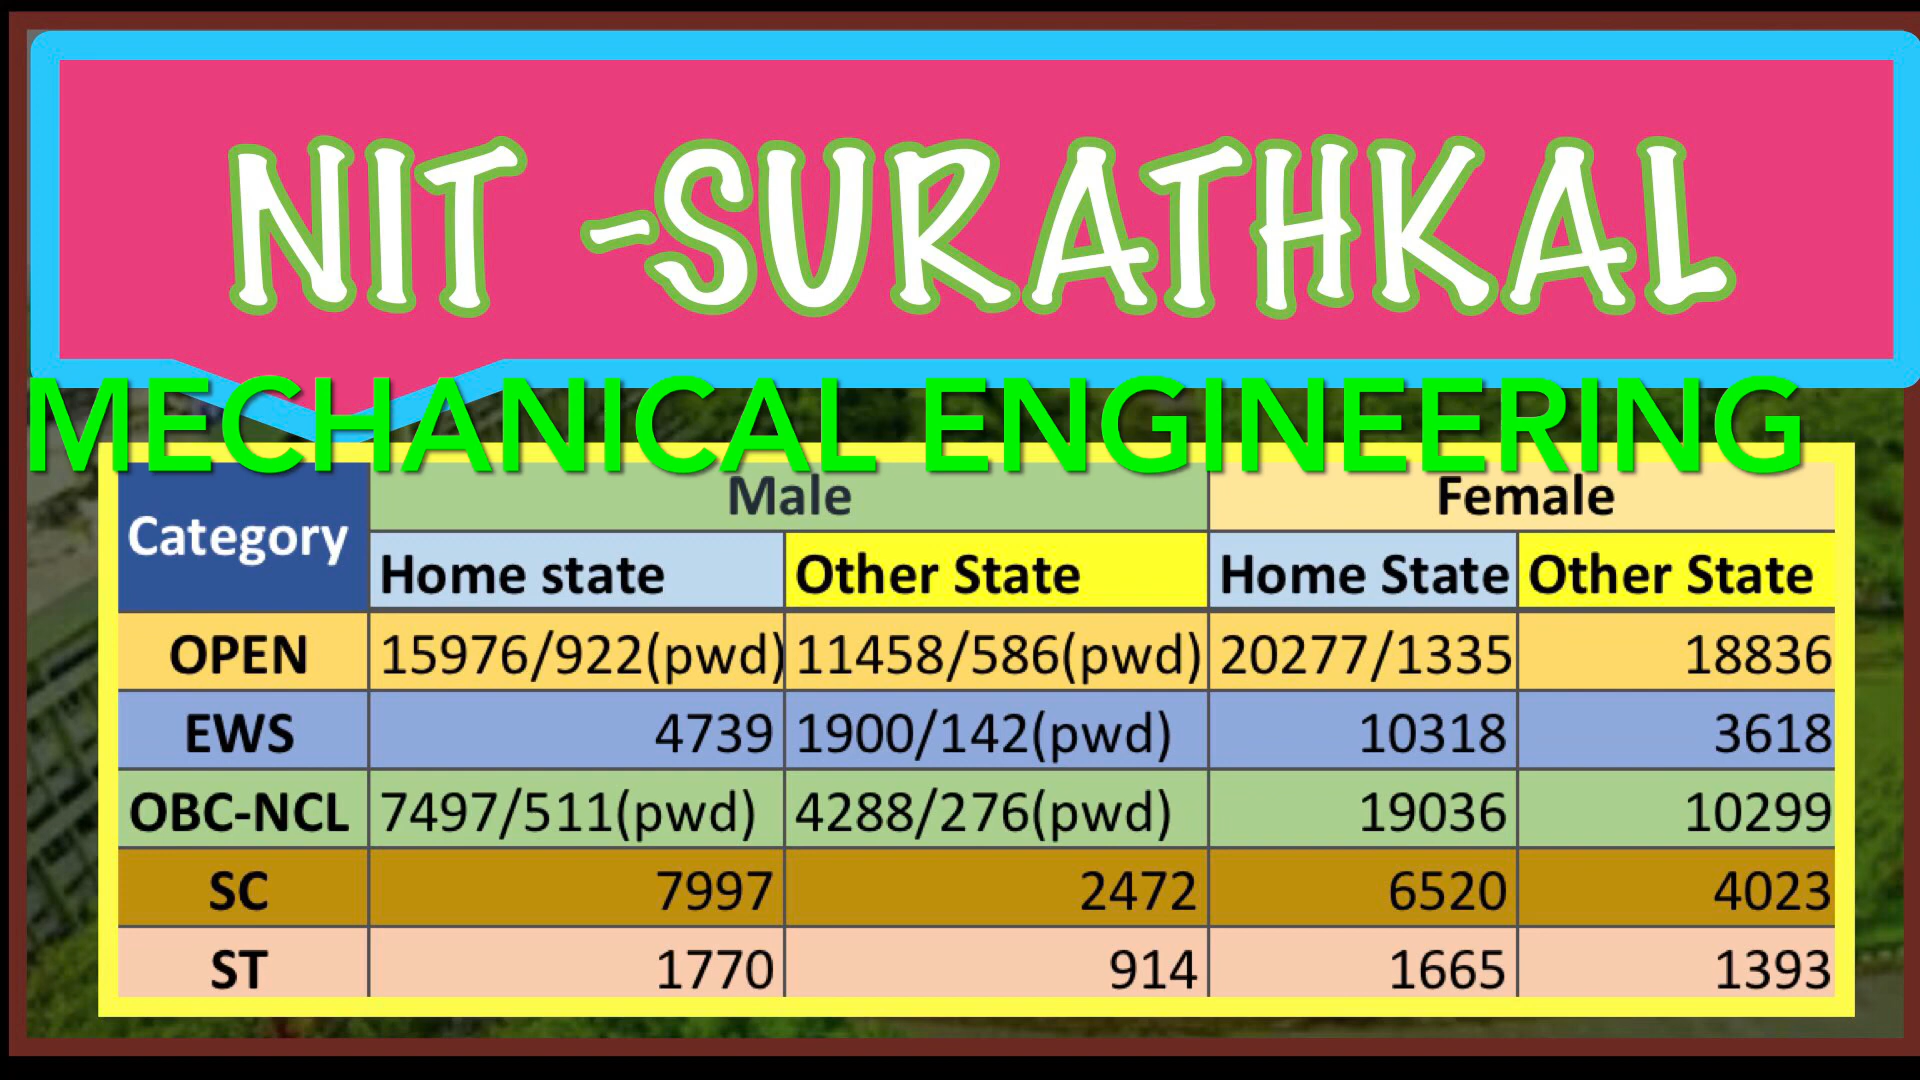 NIT -SURATHKAL
MECHANICAL ENGINEERING
Category Male Female
Home state Other State Home State Other State
OPEN 15976/922(pwd) 11458/586(pwd) 20277/1335 18836
EWS 4739 1900/142(pwd) 10318 3618
OBC-NCL 7497/511(pwd) 4288/276(pwd) 19036 10299
SC 7997 2472 6520 4023
ST 1770 914 1665 1393